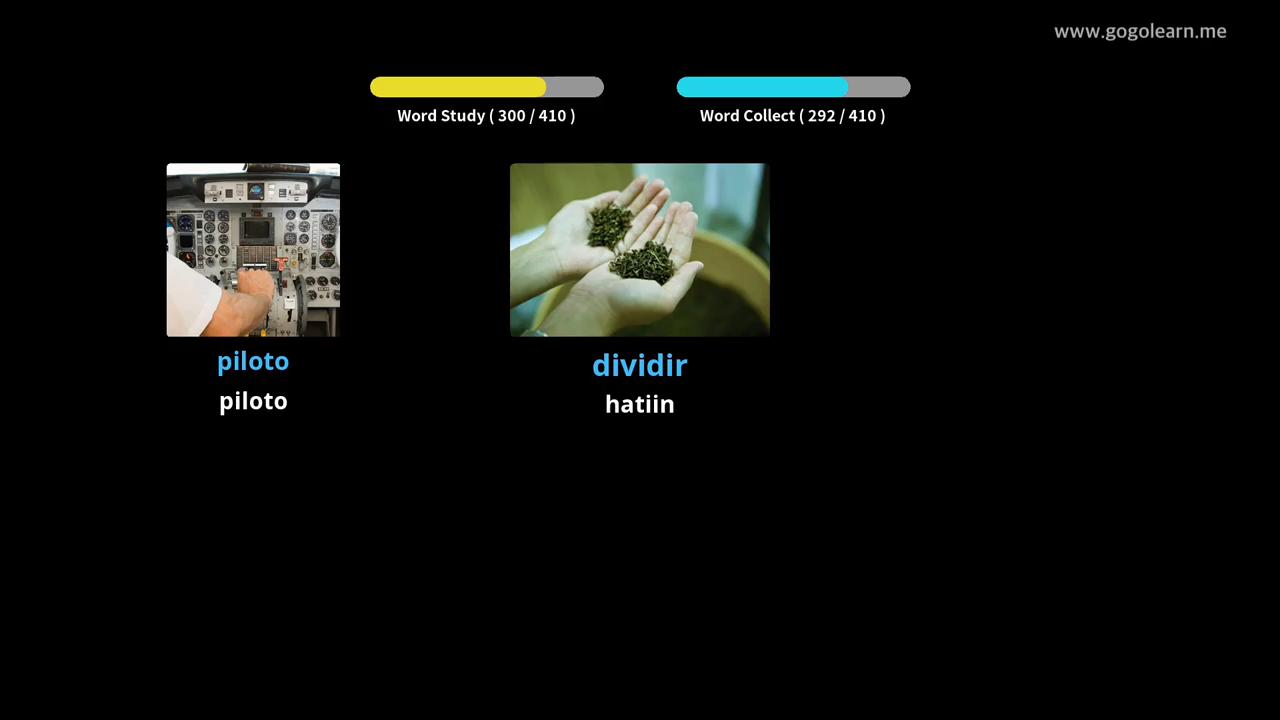 www.gogolearn.me
Word Study ( 300 / 410 )
Word Collect ( 292 / 410 )
piloto
piloto
dividir
hatiin